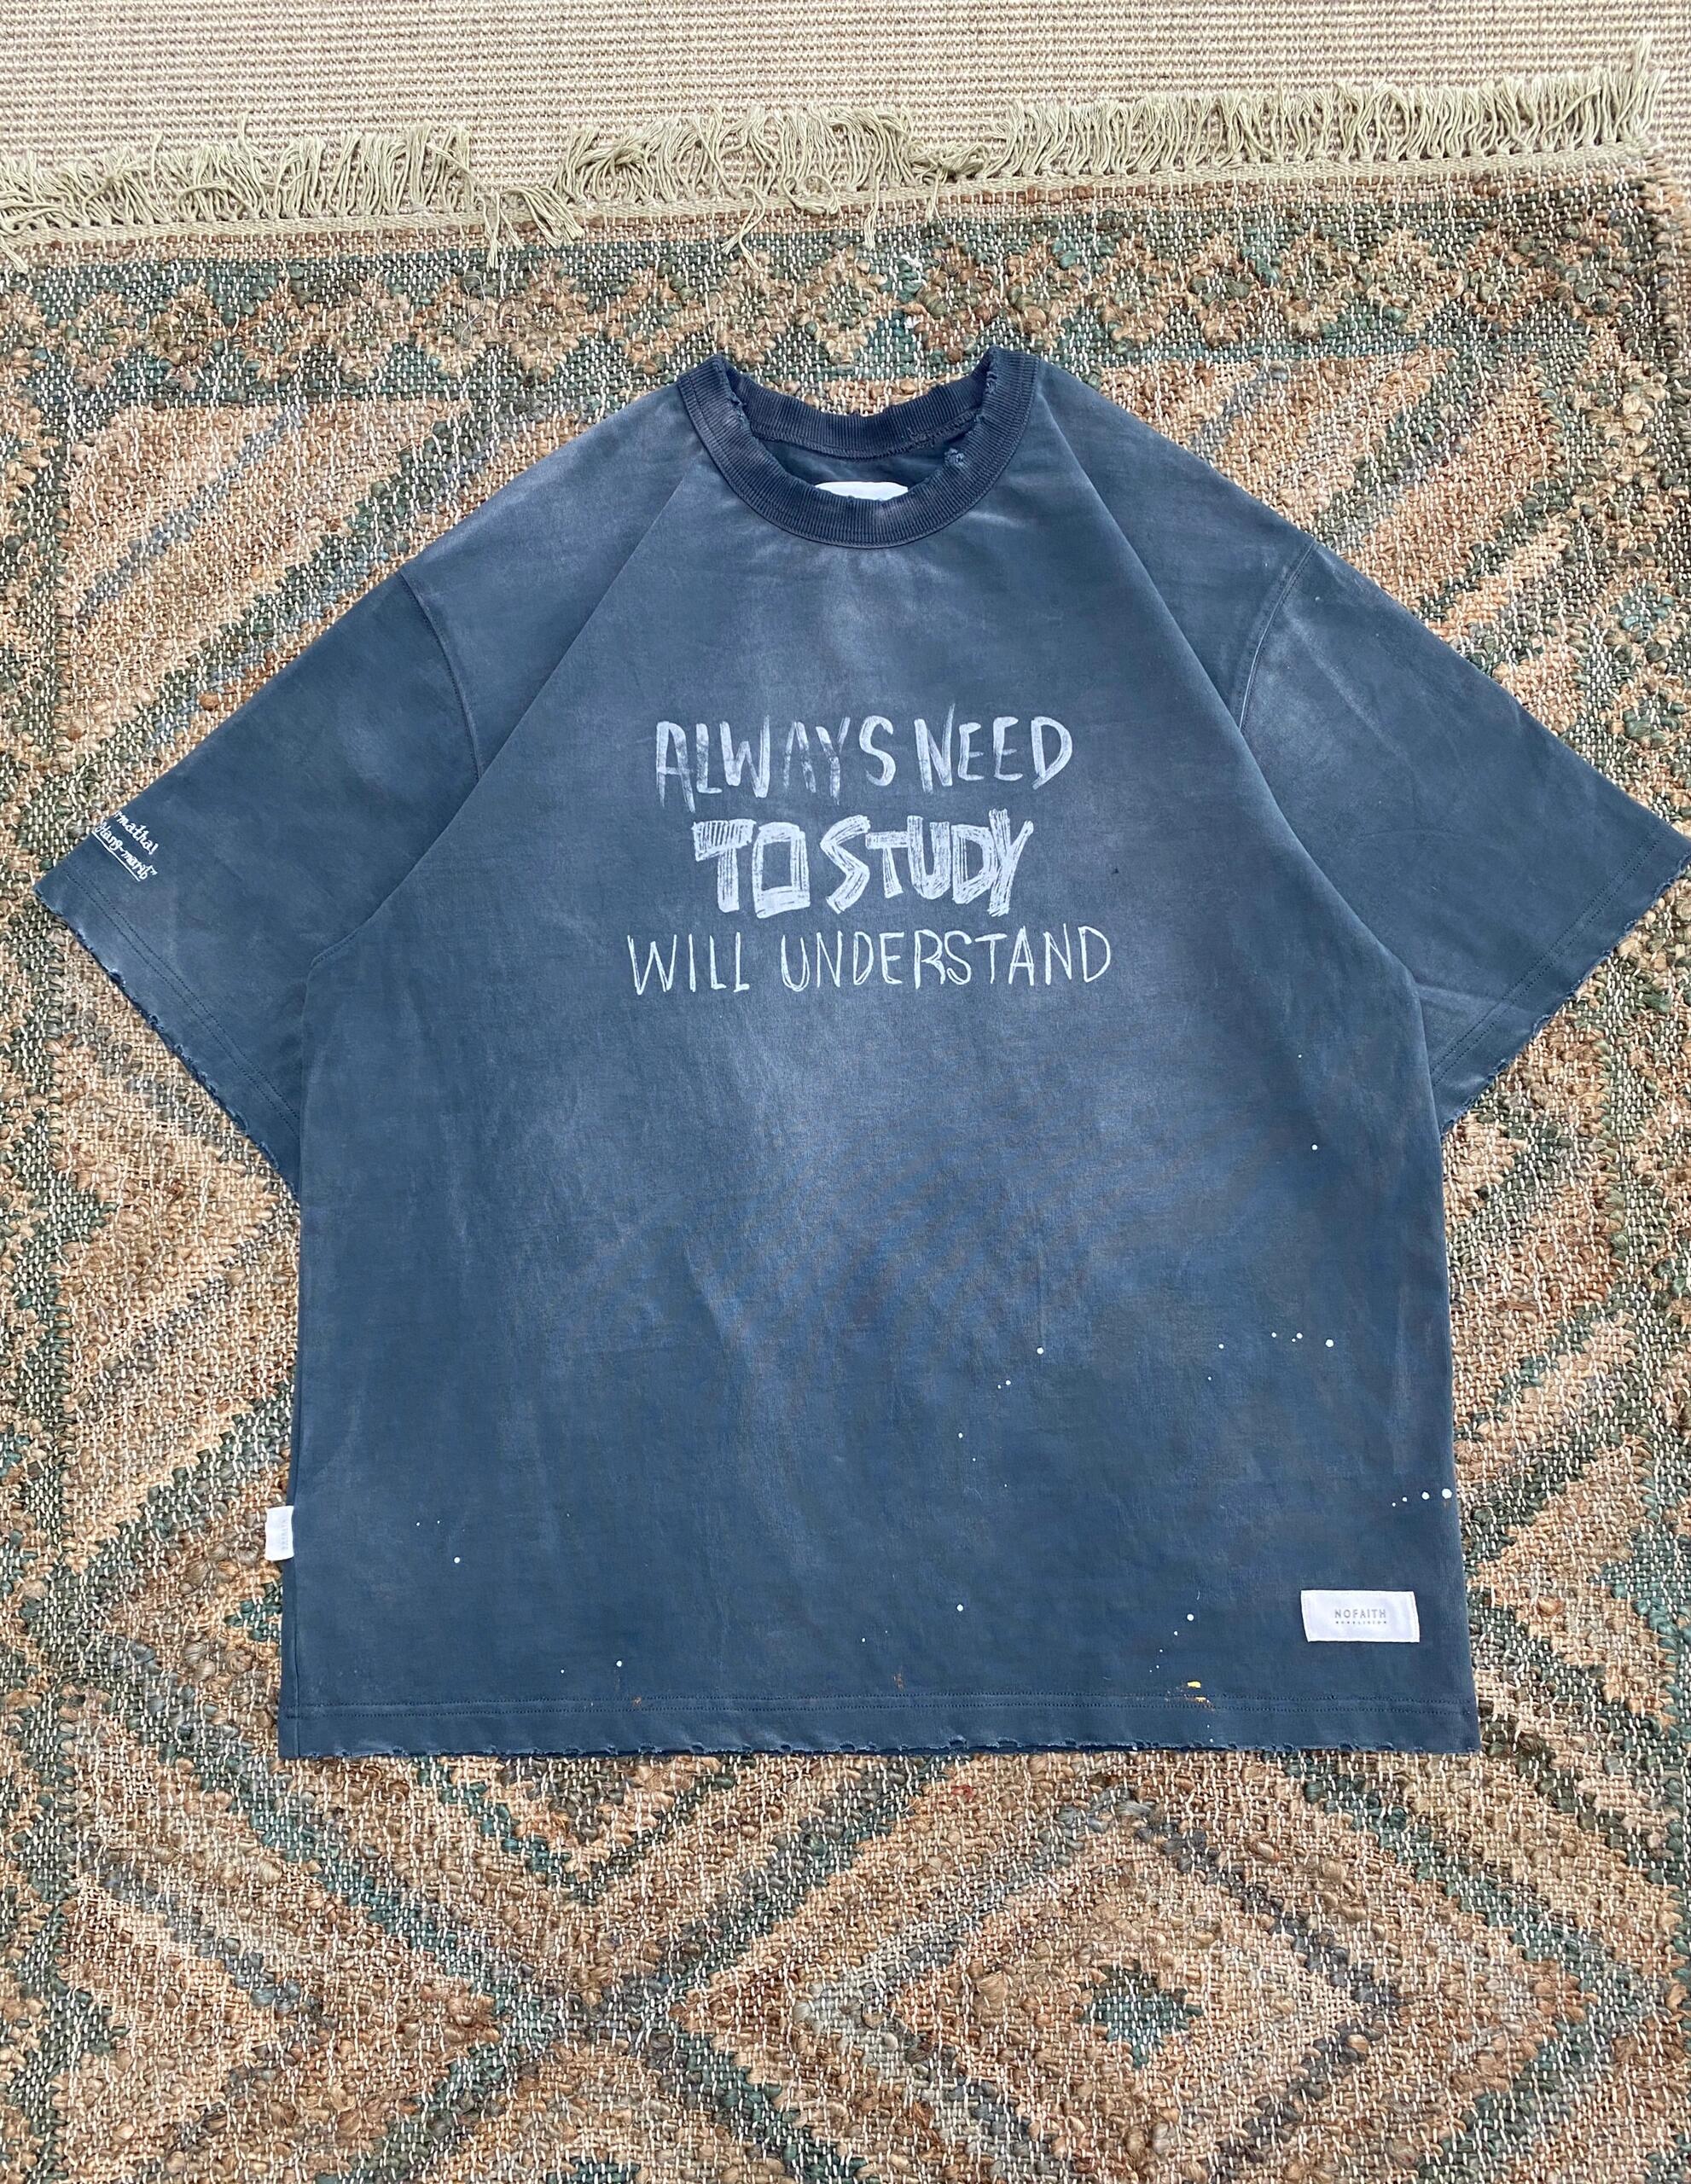 ALWAYS NEED
TO STUDY
WILL UNDERSTAND
NOFAITH